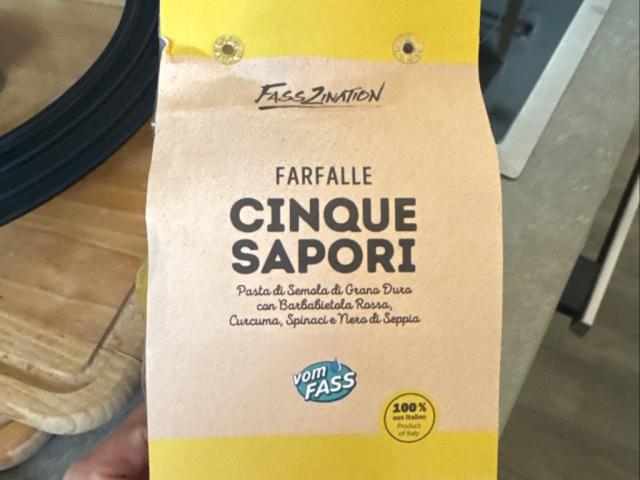 FASSZINATION
FARFALLE
CINQUE
SAPORI
Pasta di Semola di Grano Duro
con Barbabietola Rossa,
Curcuma, Spinaci e Nero di Seppia
vom
FASS
100%
aus Italien
Product
of Italy